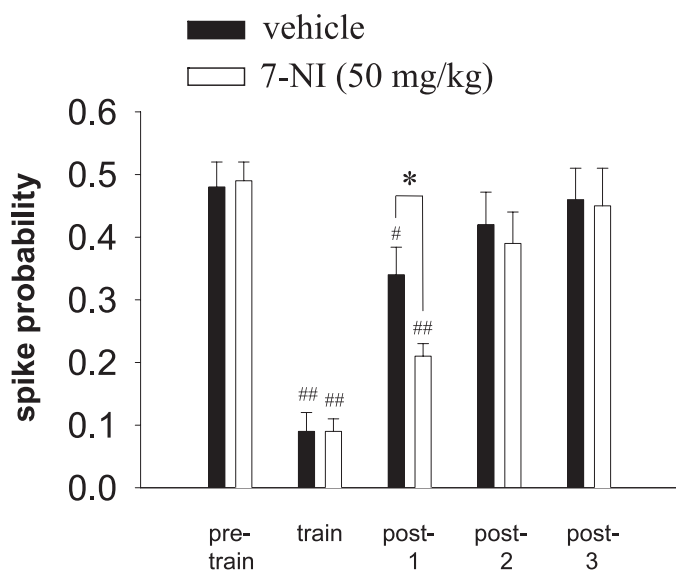 vehicle
7-NI (50 mg/kg)
0.6
0.5
0.4
0.3
0.2
0.1
0.0
spike probability
*
#
##
## ##
pre-
train
train
post-
1
post-
2
post-
3